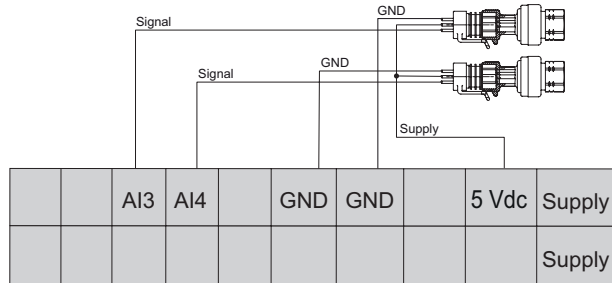 GND
Signal
GND
Signal
Supply
AI3 AI4 GND GND 5 Vdc Supply
Supply